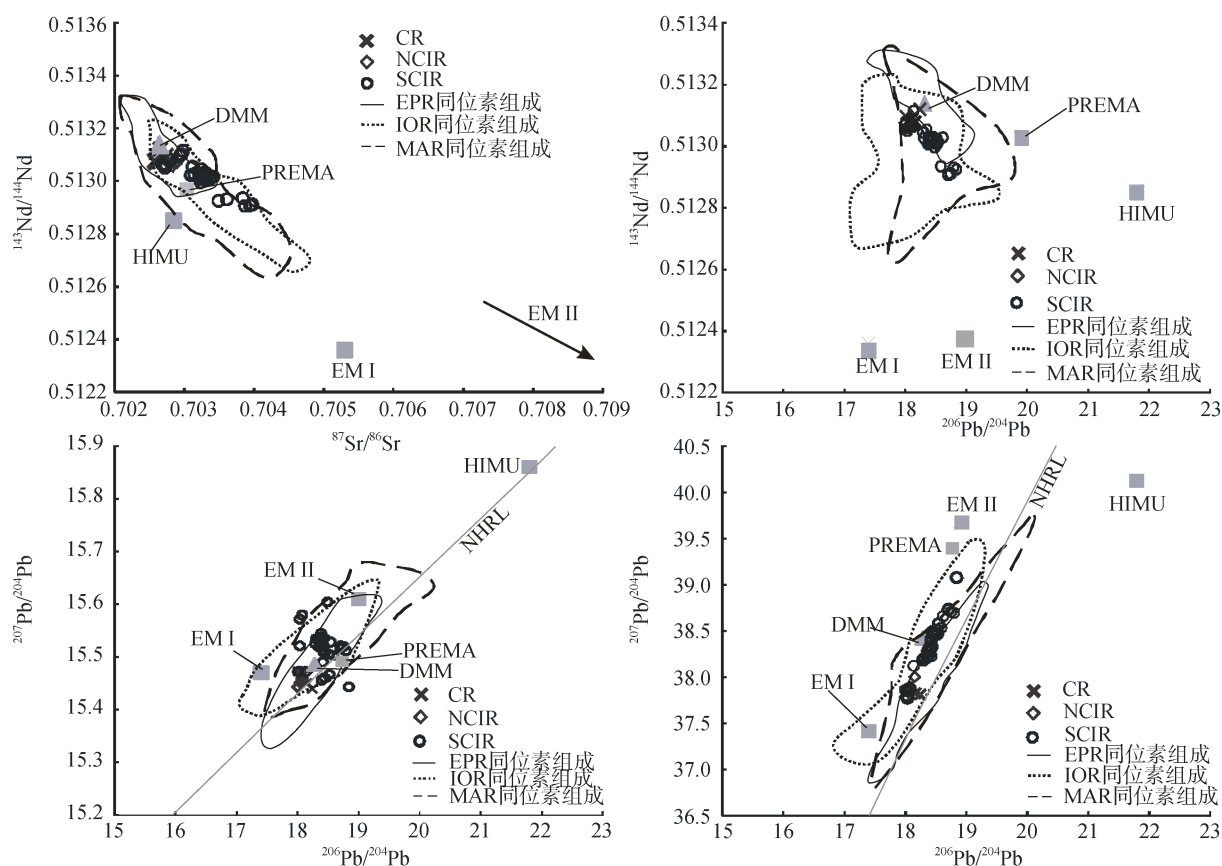 0.5136
0.5134
0.5132
0.5130
0.5128
0.5126
0.5124
0.5122
¹⁴³Nd/¹⁴⁴Nd
CR
NCIR
SCIR
EPR同位素组成
IOR同位素组成
MAR同位素组成
DMM
PREMA
HIMU
EM II
EM I
0.702 0.703 0.704 0.705 0.706 0.707 0.708 0.709
⁸⁷Sr/⁸⁶Sr
0.5134
0.5132
0.5130
0.5128
0.5126
0.5124
0.5122
¹⁴³Nd/¹⁴⁴Nd
DMM
PREMA
HIMU
CR
NCIR
SCIR
EPR同位素组成
IOR同位素组成
MAR同位素组成
EM I
EM II
15 16 17 18 19 20 21 22 23
²⁰⁶Pb/²⁰⁴Pb
15.9
15.8
15.7
15.6
15.5
15.4
15.3
15.2
²⁰⁷Pb/²⁰⁴Pb
HIMU
NHRL
EM II
EM I
PREMA
DMM
CR
NCIR
SCIR
EPR同位素组成
IOR同位素组成
MAR同位素组成
15 16 17 18 19 20 21 22 23
²⁰⁶Pb/²⁰⁴Pb
40.5
40.0
39.5
39.0
38.5
38.0
37.5
37.0
36.5
²⁰⁷Pb/²⁰⁴Pb
NHRL
HIMU
EM II
PREMA
DMM
EM I
CR
NCIR
SCIR
EPR同位素组成
IOR同位素组成
MAR同位素组成
15 16 17 18 19 20 21 22 23
²⁰⁶Pb/²⁰⁴Pb